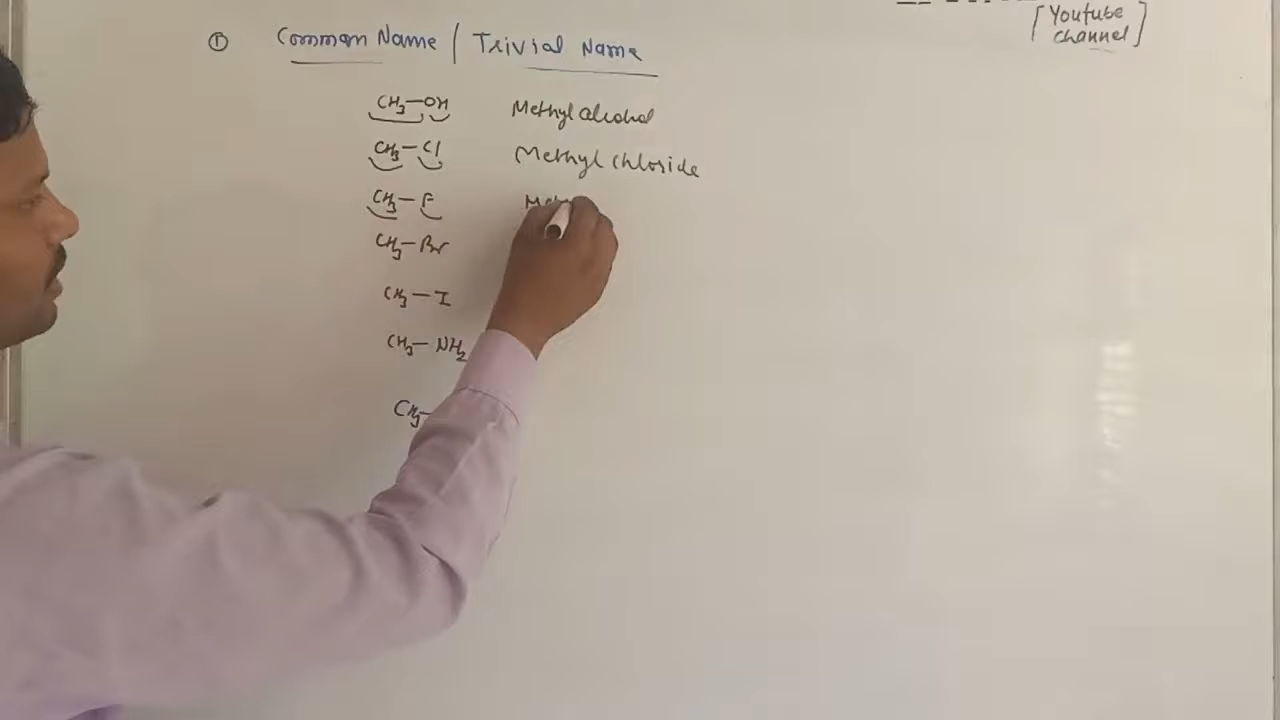 [Youtube
channel]
① Common Name / Trivial Name
CH3—OH Methyl alcohol
CH3—Cl Methyl chloride
CH3—F
CH3—Br
CH3—I
CH3—NH2
CH3—